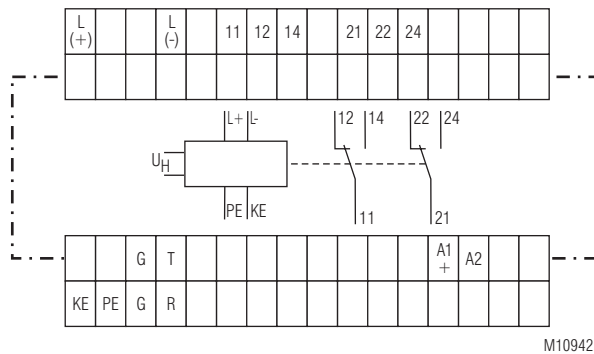 L (+) L (-) 11 12 14 21 22 24
L+ L- 12 14 22 24
UH
PE KE 11 21
G T A1 + A2
KE PE G R
M10942